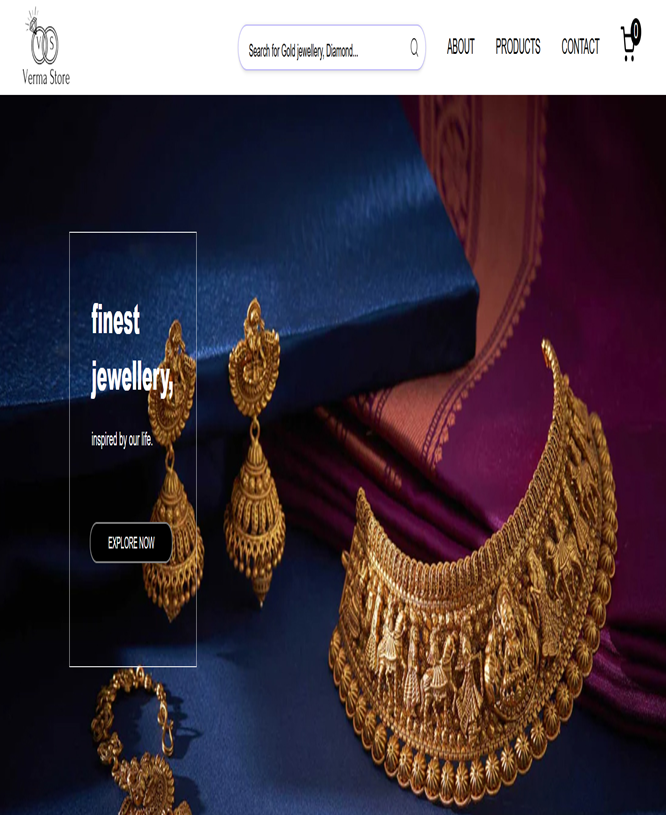 V S
Verma Store
Search for Gold jewellery, Diamond...
ABOUT
PRODUCTS
CONTACT
0
finest
jewellery,
inspired by our life.
EXPLORE NOW